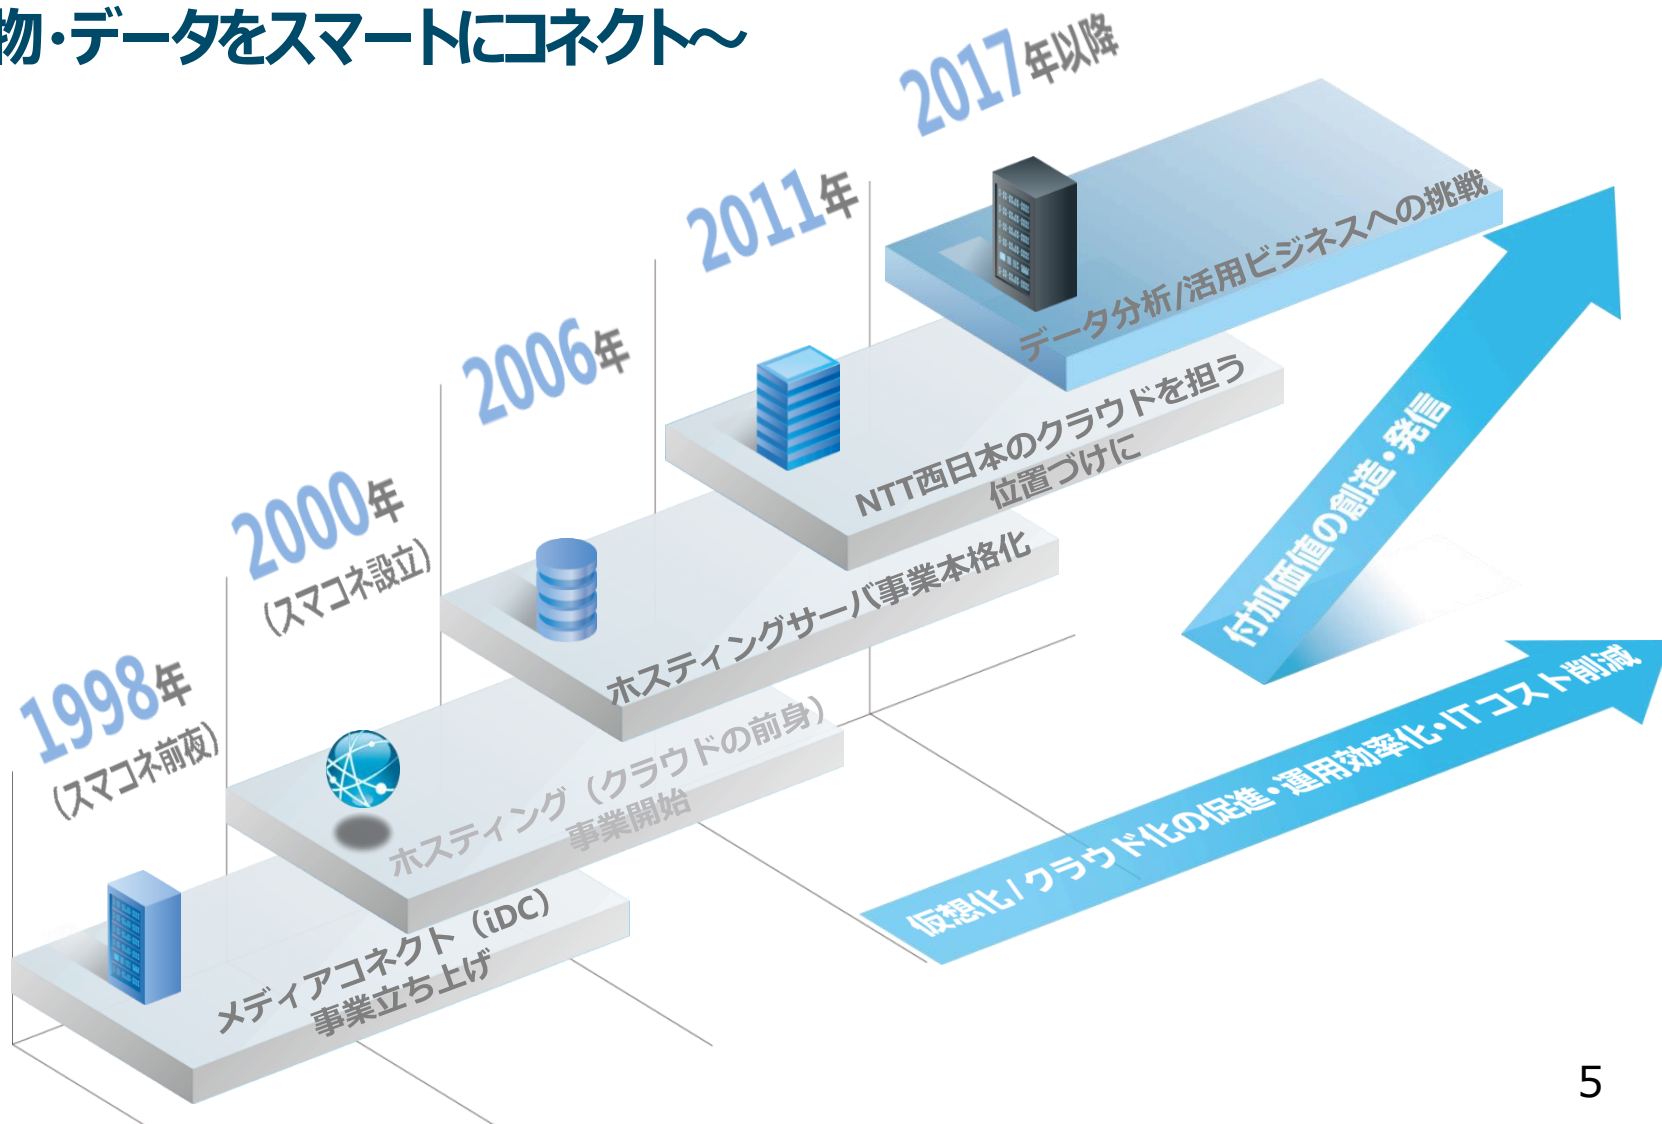 物・データをスマートにコネクト～
2017年以降
データ分析/活用ビジネスへの挑戦
2011年
NTT西日本のクラウドを担う
位置づけに
2006年
ホスティングサーバ事業本格化
2000年
（スマコネ設立）
ホスティング（クラウドの前身）
事業開始
1998年
（スマコネ前夜）
メディアコネクト（iDC）
事業立ち上げ
付加価値の創造・発信
仮想化/クラウド化の促進・運用効率化・ITコスト削減
5